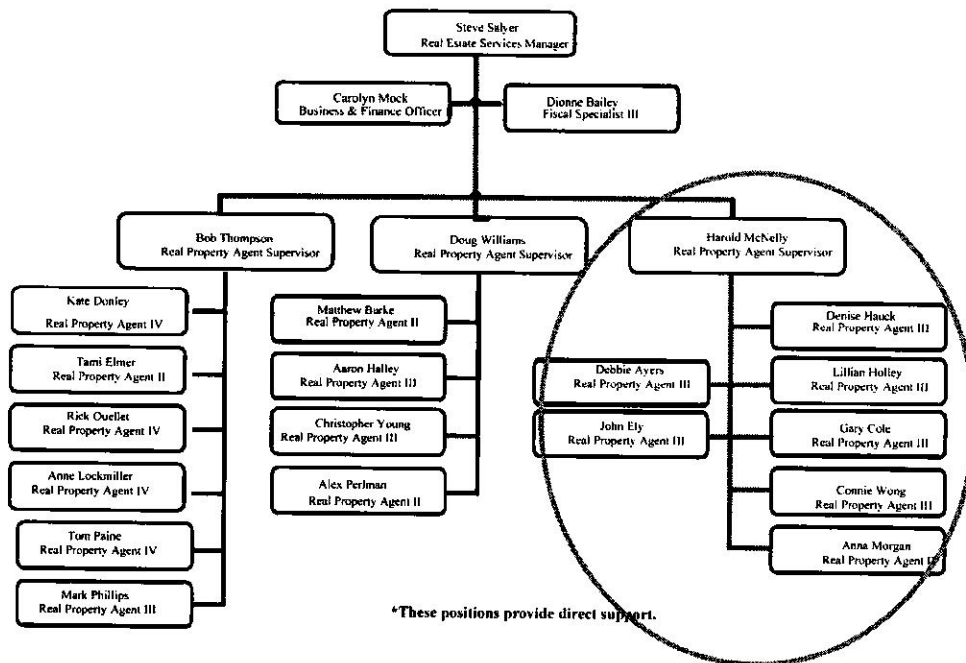 Steve Salyer
Real Estate Services Manager
Carolyn Mock
Business & Finance Officer
Dionne Bailey
Fiscal Specialist III
Bob Thompson
Real Property Agent Supervisor
Doug Williams
Real Property Agent Supervisor
Harold McNelly
Real Property Agent Supervisor
Kate Donley
Real Property Agent IV
Tami Elmer
Real Property Agent II
Rick Ouellet
Real Property Agent IV
Anne Lockmiller
Real Property Agent IV
Tom Paine
Real Property Agent IV
Mark Phillips
Real Property Agent III
Matthew Burke
Real Property Agent II
Aaron Halley
Real Property Agent III
Christopher Young
Real Property Agent III
Alex Perlman
Real Property Agent II
Debbie Ayers
Real Property Agent III
John Ely
Real Property Agent III
Denise Hauck
Real Property Agent III
Lillian Holley
Real Property Agent III
Gary Cole
Real Property Agent III
Connie Wong
Real Property Agent III
Anna Morgan
Real Property Agent
*These positions provide direct support.